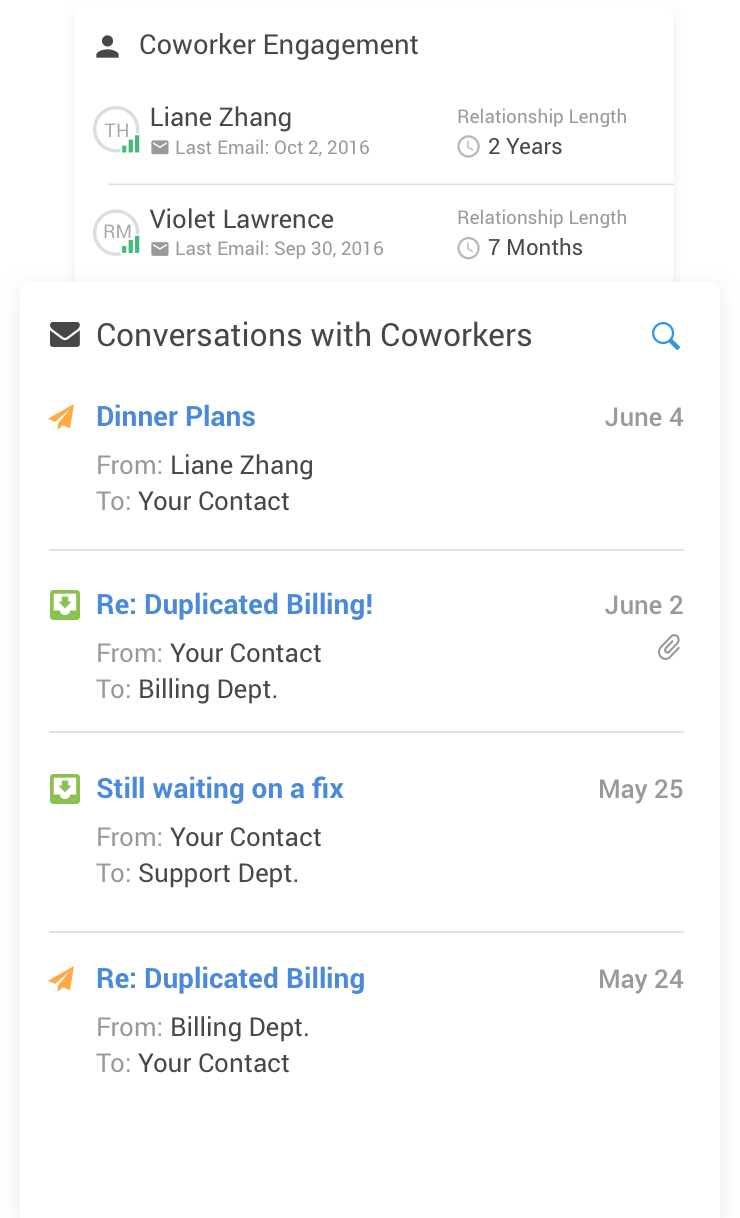 Coworker Engagement
TH
Liane Zhang
Last Email: Oct 2, 2016
Relationship Length
2 Years
RM
Violet Lawrence
Last Email: Sep 30, 2016
Relationship Length
7 Months
Conversations with Coworkers
Dinner Plans
June 4
From: Liane Zhang
To: Your Contact
Re: Duplicated Billing!
June 2
From: Your Contact
To: Billing Dept.
Still waiting on a fix
May 25
From: Your Contact
To: Support Dept.
Re: Duplicated Billing
May 24
From: Billing Dept.
To: Your Contact